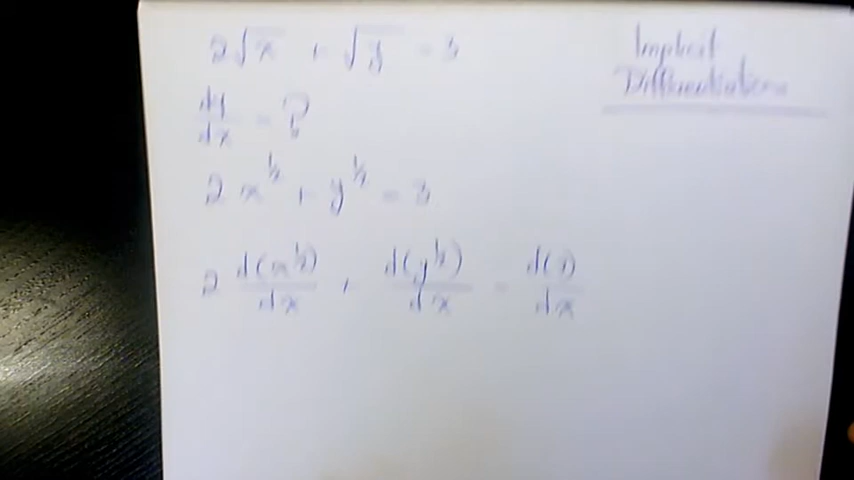 2√x + √y = 3
Implicit
Differentiation
dy/dx = ?
2 x^½ + y^½ = 3
2 d(x^½)/dx + d(y^½)/dx = d(3)/dx